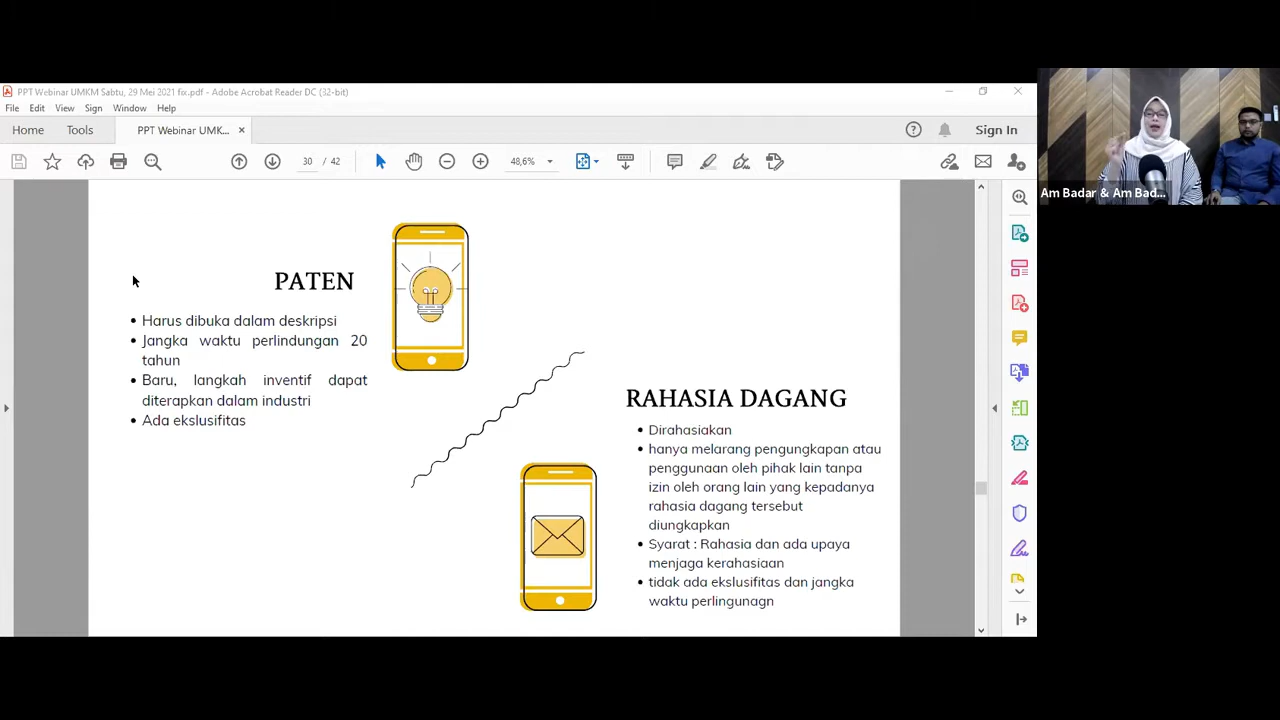 PPT Webinar UMKM Sabtu, 29 Mei 2021 fix.pdf - Adobe Acrobat Reader DC (32-bit)
File Edit View Sign Window Help
Home Tools PPT Webinar UMK... Sign In
30 / 42 48,6%
PATEN
Harus dibuka dalam deskripsi
Jangka waktu perlindungan 20
tahun
Baru, langkah inventif dapat
diterapkan dalam industri
Ada ekslusifitas
RAHASIA DAGANG
Dirahasiakan
hanya melarang pengungkapan atau
penggunaan oleh pihak lain tanpa
izin oleh orang lain yang kepadanya
rahasia dagang tersebut
diungkapkan
Syarat : Rahasia dan ada upaya
menjaga kerahasiaan
tidak ada ekslusifitas dan jangka
waktu perlingunagn
Am Badar & Am Bad...